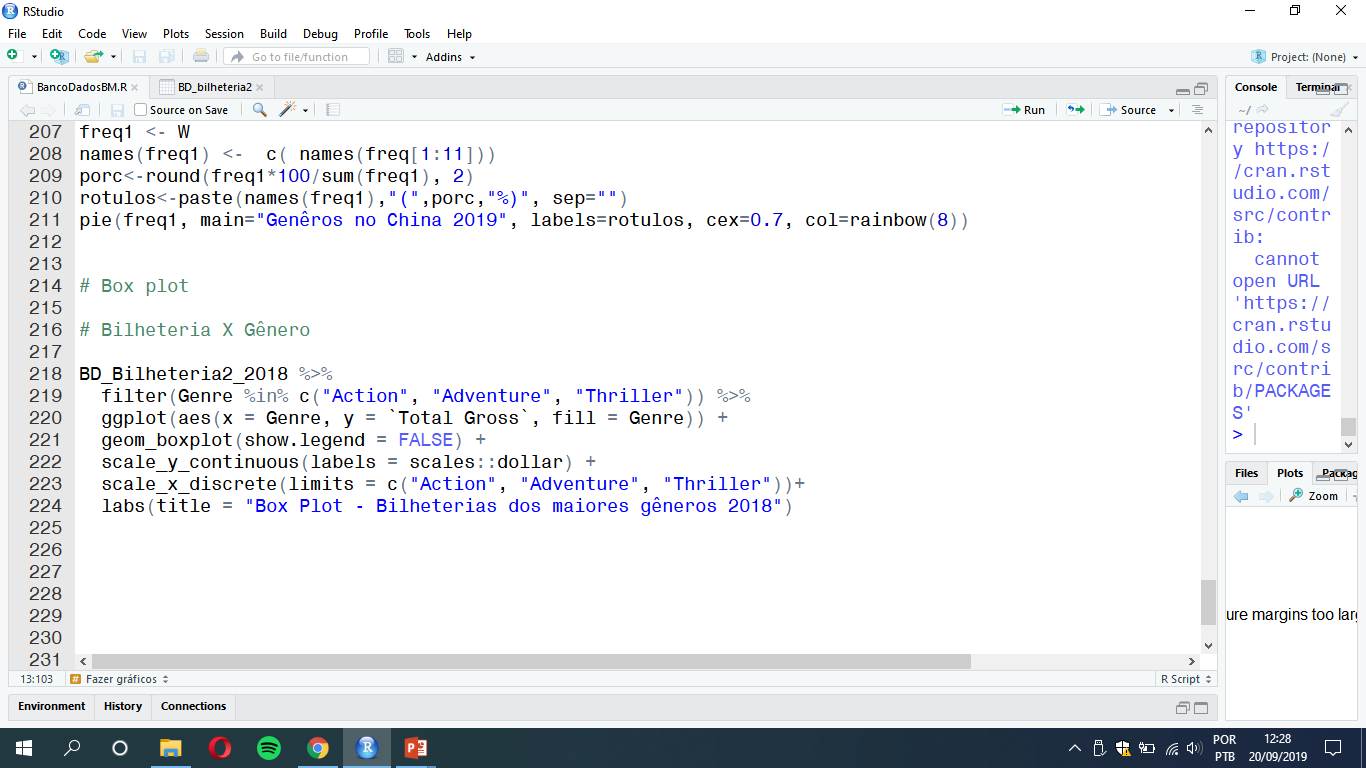 RStudio
File Edit Code View Plots Session Build Debug Profile Tools Help
Go to file/function Addins Project: (None)
BancoDadosBM.R BD_bilheteria2
Source on Save Run Source
207 freq1 <- W
208 names(freq1) <-  c( names(freq[1:11]))
209 porc<-round(freq1*100/sum(freq1), 2)
210 rotulos<-paste(names(freq1),"(",porc,"%)", sep="")
211 pie(freq1, main="Genêros no China 2019", labels=rotulos, cex=0.7, col=rainbow(8))
212
213
214 # Box plot
215
216 # Bilheteria X Gênero
217
218 BD_Bilheteria2_2018 %>%
219   filter(Genre %in% c("Action", "Adventure", "Thriller")) %>%
220   ggplot(aes(x = Genre, y = `Total Gross`, fill = Genre)) +
221   geom_boxplot(show.legend = FALSE) +
222   scale_y_continuous(labels = scales::dollar) +
223   scale_x_discrete(limits = c("Action", "Adventure", "Thriller"))+
224   labs(title = "Box Plot - Bilheterias dos maiores gêneros 2018")
225
226
227
228
229
230
231
13:103 # Fazer gráficos R Script
Environment History Connections
Console Terminal
~/
repositor
y https:/
/cran.rst
udio.com/
src/contr
ib:
  cannot
open URL
'https://
cran.rstu
dio.com/s
rc/contri
b/PACKAGE
S'
>
Files Plots Packag
Zoom
ure margins too larg
POR
PTB
12:28
20/09/2019